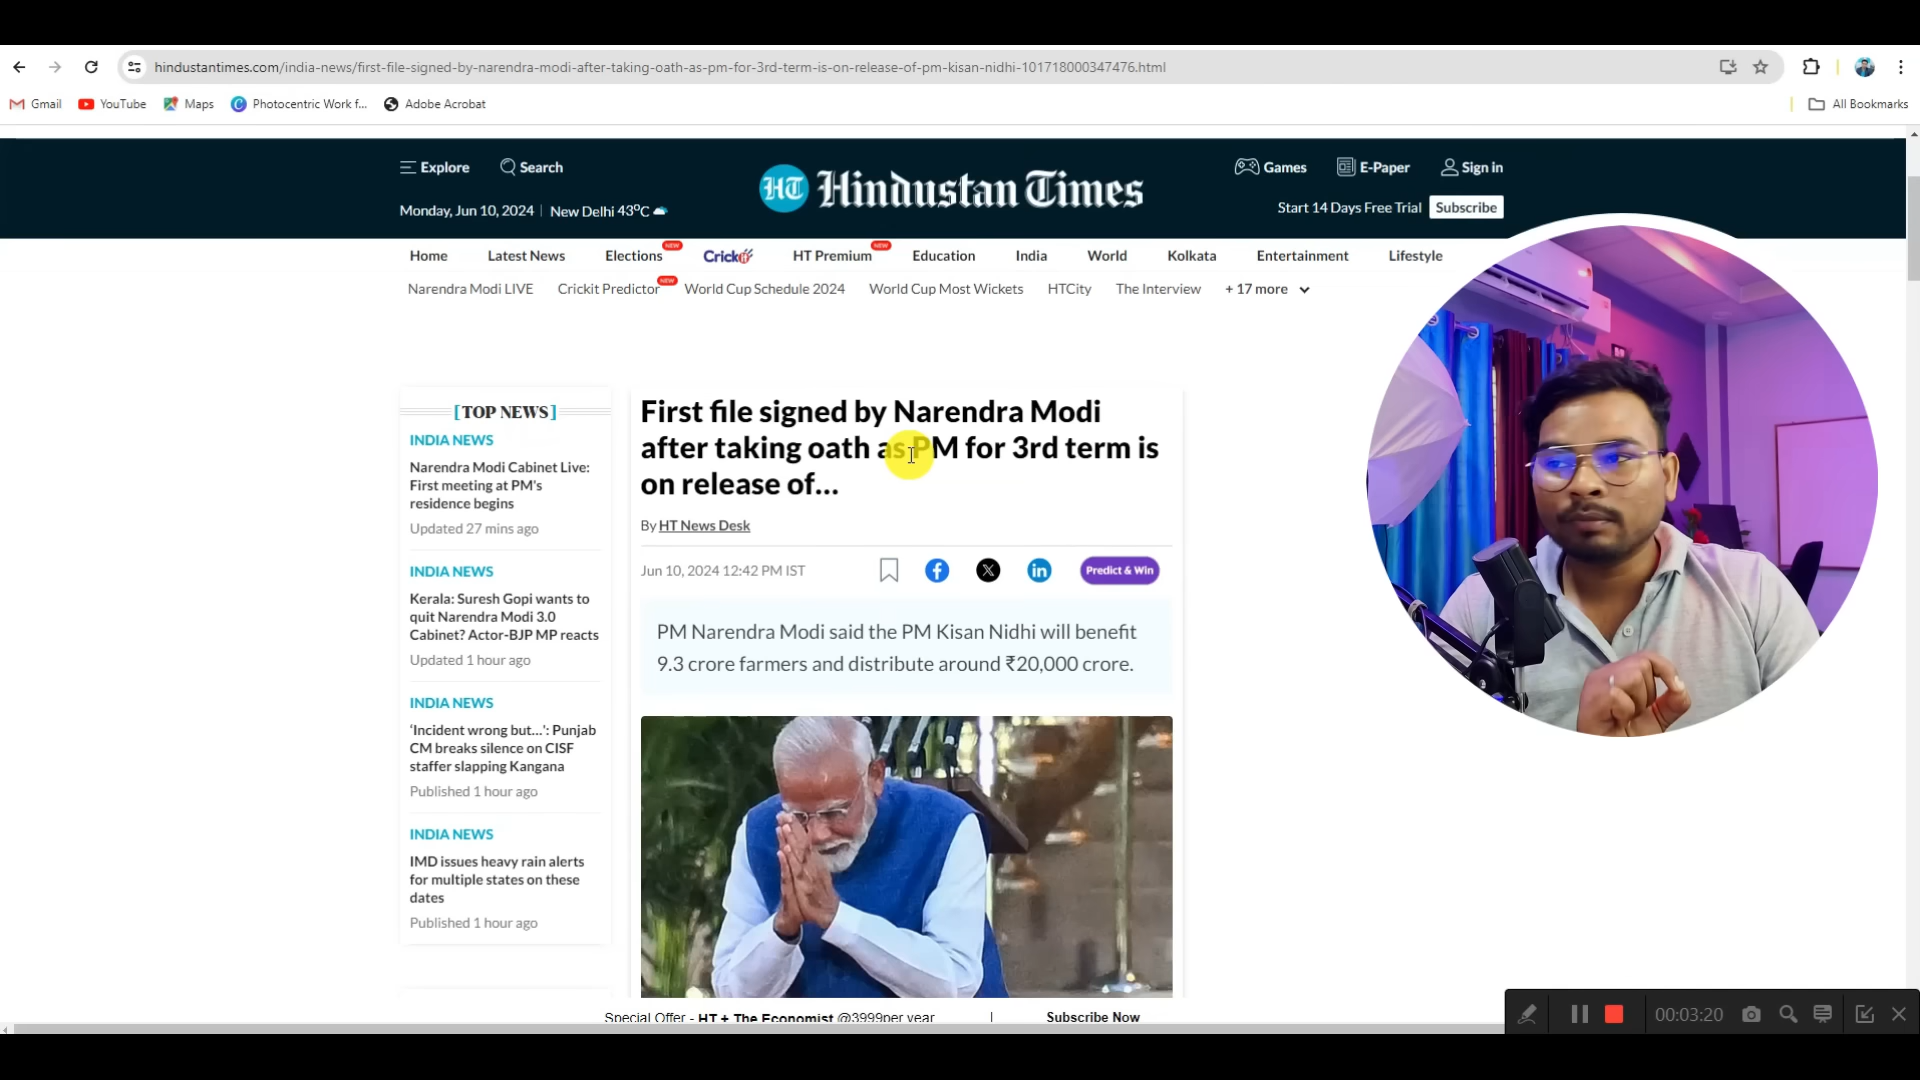 hindustantimes.com/india-news/first-file-signed-by-narendra-modi-after-taking-oath-as-pm-for-3rd-term-is-on-release-of-pm-kisan-nidhi-101718000347476.html
Gmail YouTube Maps Photocentric Work f... Adobe Acrobat All Bookmarks
Explore Search
Monday, Jun 10, 2024 | New Delhi 43°C
HT Hindustan Times
Games E-Paper Sign in
Start 14 Days Free Trial Subscribe
Home Latest News Elections NEW Crickit HT Premium NEW Education India World Kolkata Entertainment Lifestyle
Narendra Modi LIVE Crickit Predictor NEW World Cup Schedule 2024 World Cup Most Wickets HTCity The Interview + 17 more
[TOP NEWS]
INDIA NEWS
Narendra Modi Cabinet Live:
First meeting at PM's
residence begins
Updated 27 mins ago
INDIA NEWS
Kerala: Suresh Gopi wants to
quit Narendra Modi 3.0
Cabinet? Actor-BJP MP reacts
Updated 1 hour ago
INDIA NEWS
‘Incident wrong but...': Punjab
CM breaks silence on CISF
staffer slapping Kangana
Published 1 hour ago
INDIA NEWS
IMD issues heavy rain alerts
for multiple states on these
dates
Published 1 hour ago
First file signed by Narendra Modi
after taking oath as PM for 3rd term is
on release of...
By HT News Desk
Jun 10, 2024 12:42 PM IST
Predict & Win
PM Narendra Modi said the PM Kisan Nidhi will benefit
9.3 crore farmers and distribute around ₹20,000 crore.
Special Offer - HT + The Economist @3999per year | Subscribe Now
00:03:20